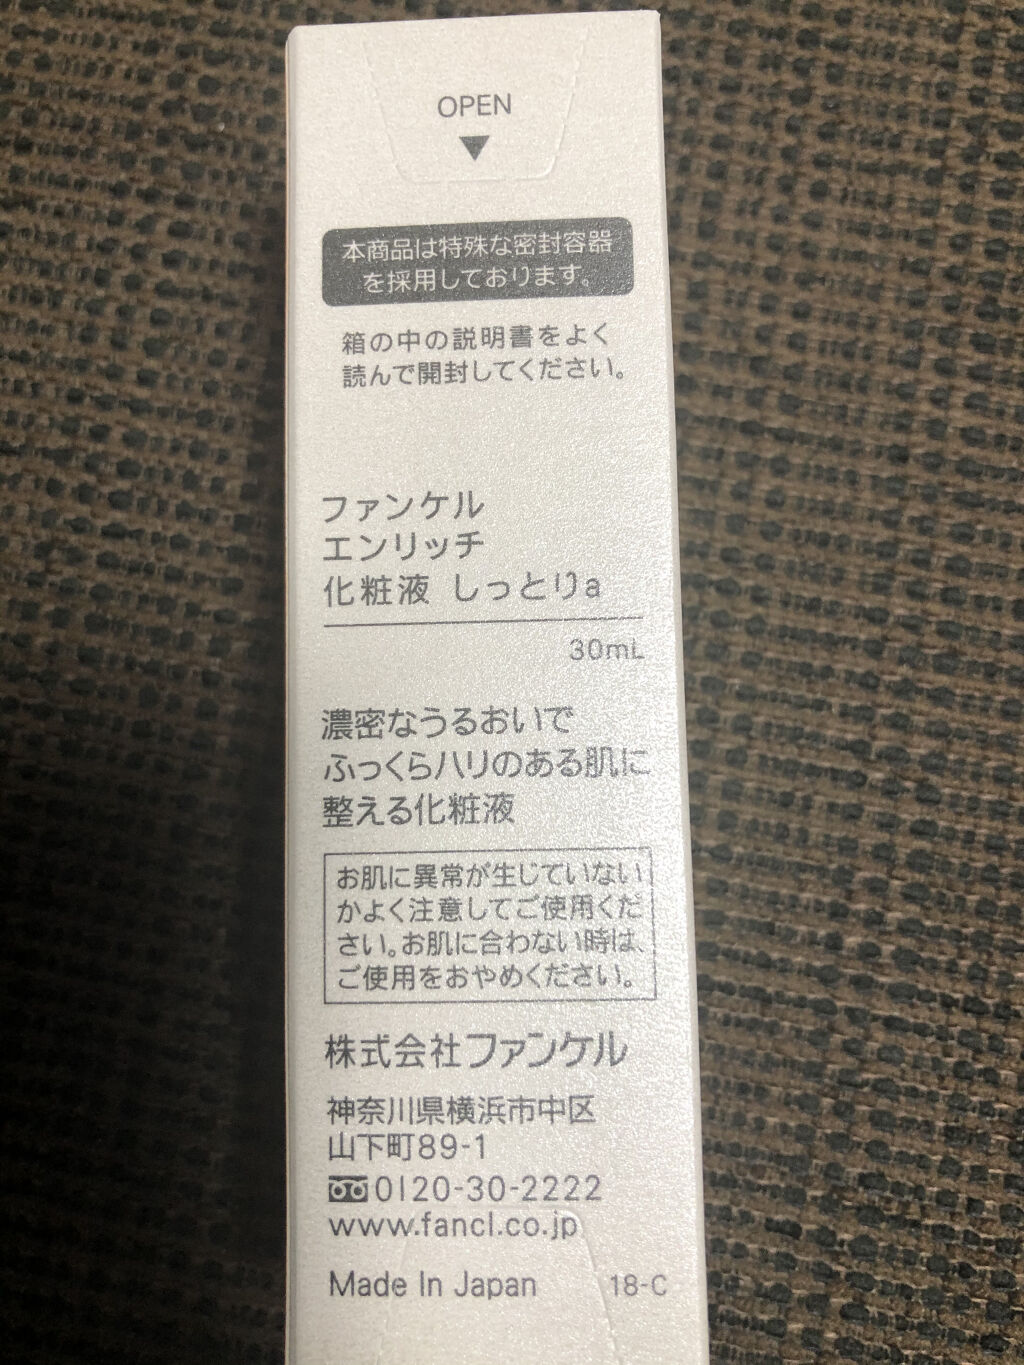 OPEN
▼
本商品は特殊な密封容器
を採用しております。
箱の中の説明書をよく
読んで開封してください。
ファンケル
エンリッチ
化粧液 しっとりa
30mL
濃密なうるおいで
ふっくらハリのある肌に
整える化粧液
お肌に異常が生じていない
かよく注意してご使用くだ
さい。お肌に合わない時は、
ご使用をおやめください。
株式会社ファンケル
神奈川県横浜市中区
山下町89-1
0120-30-2222
www.fancl.co.jp
Made In Japan 18-C